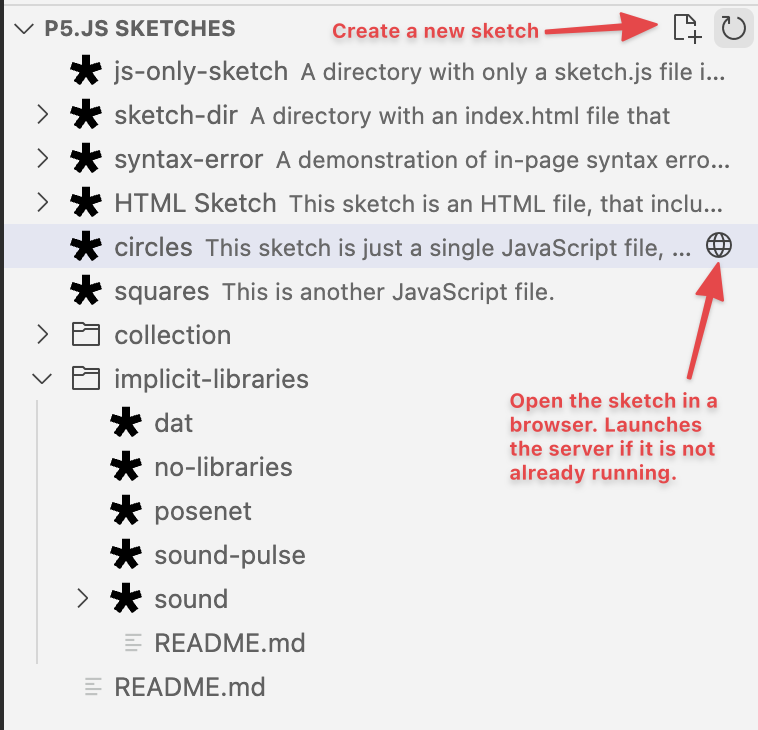 P5.JS SKETCHES Create a new sketch
js-only-sketch A directory with only a sketch.js file i...
sketch-dir A directory with an index.html file that
syntax-error A demonstration of in-page syntax erro...
HTML Sketch This sketch is an HTML file, that inclu...
circles This sketch is just a single JavaScript file, ...
squares This is another JavaScript file.
collection
implicit-libraries
Open the sketch in a
browser. Launches
the server if it is not
already running.
dat
no-libraries
posenet
sound-pulse
sound
README.md
README.md